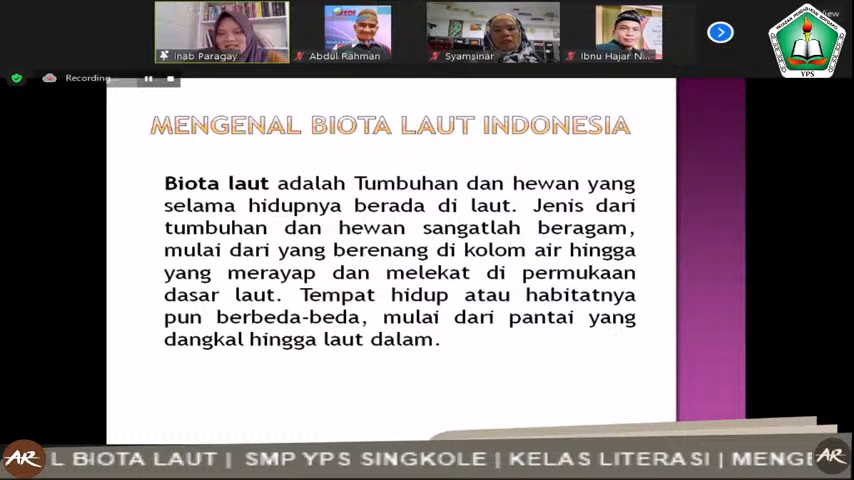 View
Inab Paragay
Abdul Rahman
Syamsinar
Ibnu Hajar N...
YPS
Recording...
MENGENAL BIOTA LAUT INDONESIA
Biota laut adalah Tumbuhan dan hewan yang
selama hidupnya berada di laut. Jenis dari
tumbuhan dan hewan sangatlah beragam,
mulai dari yang berenang di kolom air hingga
yang merayap dan melekat di permukaan
dasar laut. Tempat hidup atau habitatnya
pun berbeda-beda, mulai dari pantai yang
dangkal hingga laut dalam.
AR L BIOTA LAUT | SMP YPS SINGKOLE | KELAS LITERASI | MENGE AR